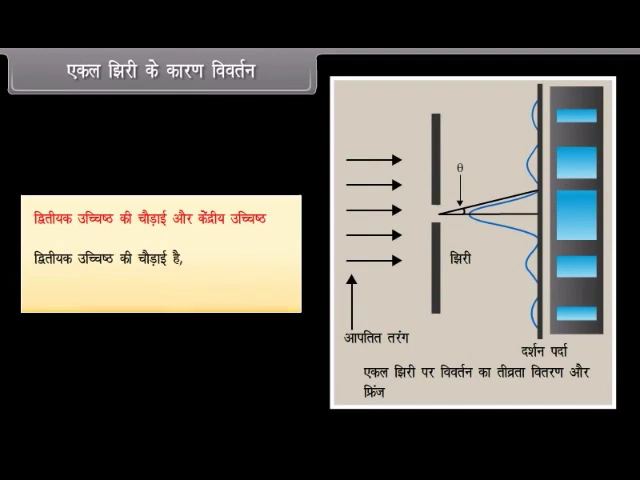 एकल झिरी के कारण विवर्तन
द्वितीयक उच्चिष्ठ की चौड़ाई और केंद्रीय उच्चिष्ठ
द्वितीयक उच्चिष्ठ की चौड़ाई है,
θ
झिरी
आपतित तरंग
दर्शन पर्दा
एकल झिरी पर विवर्तन का तीव्रता वितरण और
फ्रिंज